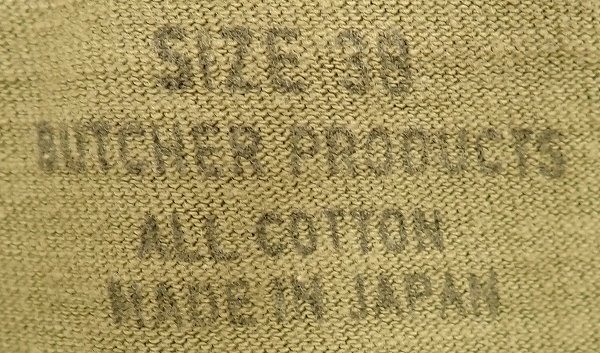 SIZE 38
BUTCHER PRODUCTS
ALL COTTON
MADE IN JAPAN